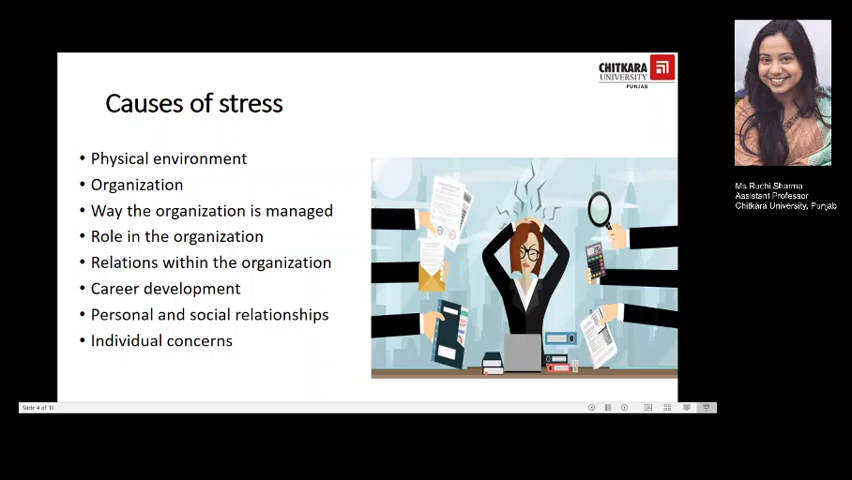 CHITKARA
UNIVERSITY
PUNJAB
Causes of stress
• Physical environment
• Organization
• Way the organization is managed
• Role in the organization
• Relations within the organization
• Career development
• Personal and social relationships
• Individual concerns
Slide 4 of 11
Ms Ruchi Sharma
Assistant Professor
Chitkara University, Punjab